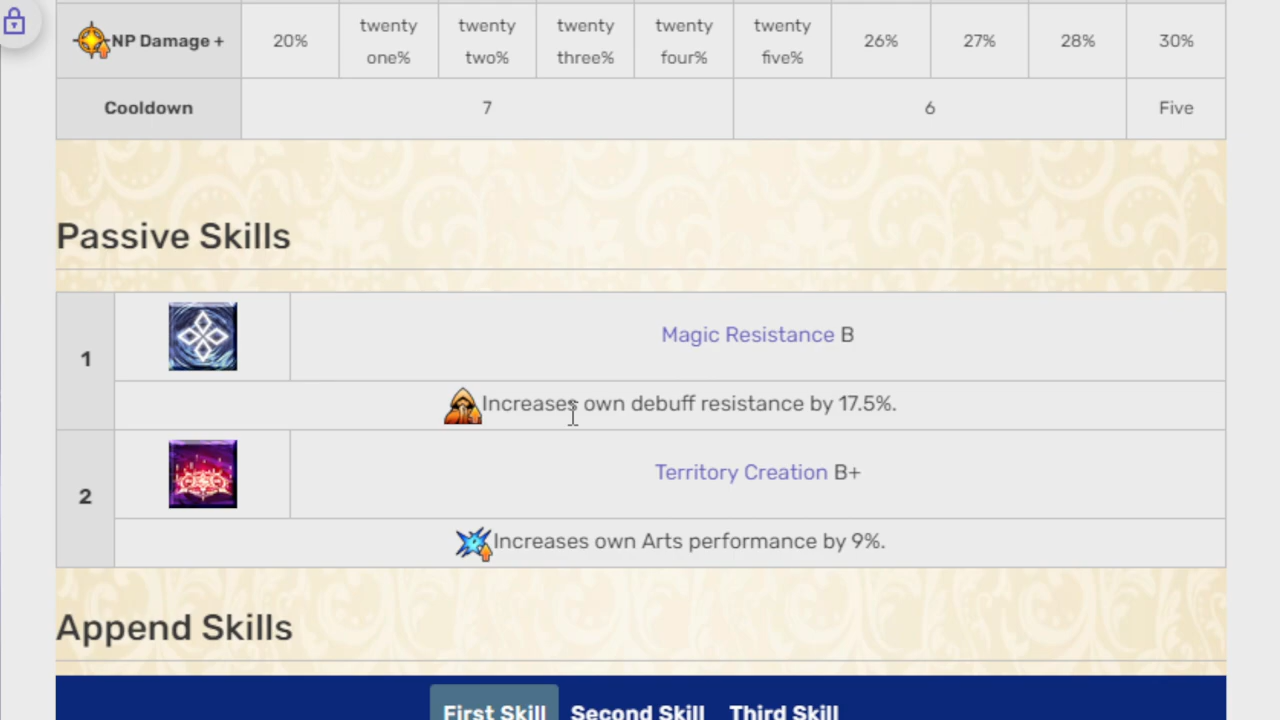 NP Damage + 20% twenty one% twenty two% twenty three% twenty four% twenty five% 26% 27% 28% 30%
Cooldown 7 6 Five
Passive Skills
1 Magic Resistance B
Increases own debuff resistance by 17.5%.
2 Territory Creation B+
Increases own Arts performance by 9%.
Append Skills
First Skill Second Skill Third Skill